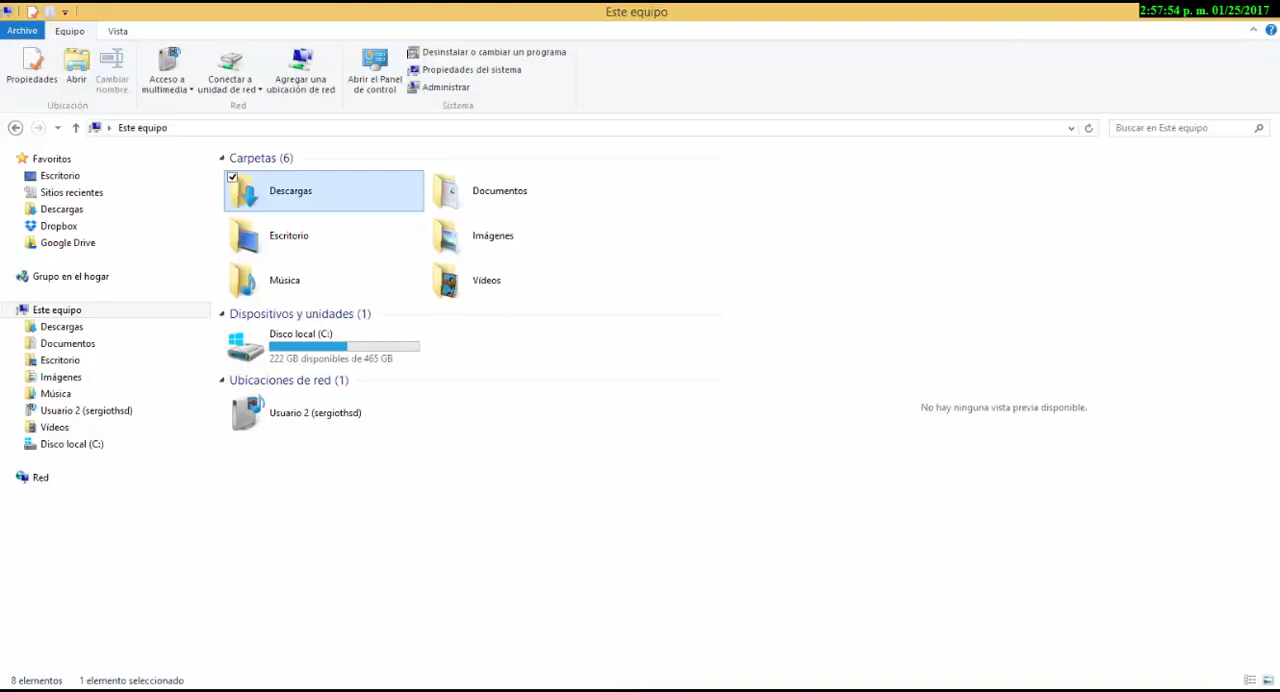 Este equipo
2:57:54 p. m. 01/25/2017
Archivo
Equipo
Vista
Propiedades
Abrir
Cambiar
nombre
Acceso a
multimedia
Conectar a
unidad de red
Agregar una
ubicación de red
Abrir el Panel
de control
Desinstalar o cambiar un programa
Propiedades del sistema
Administrar
Ubicación
Red
Sistema
Este equipo
Buscar en Este equipo
Favoritos
Escritorio
Sitios recientes
Descargas
Dropbox
Google Drive
Grupo en el hogar
Este equipo
Descargas
Documentos
Escritorio
Imágenes
Música
Usuario 2 (sergiothsd)
Vídeos
Disco local (C:)
Red
Carpetas (6)
Descargas
Documentos
Escritorio
Imágenes
Música
Vídeos
Dispositivos y unidades (1)
Disco local (C:)
222 GB disponibles de 465 GB
Ubicaciones de red (1)
Usuario 2 (sergiothsd)
No hay ninguna vista previa disponible.
8 elementos
1 elemento seleccionado